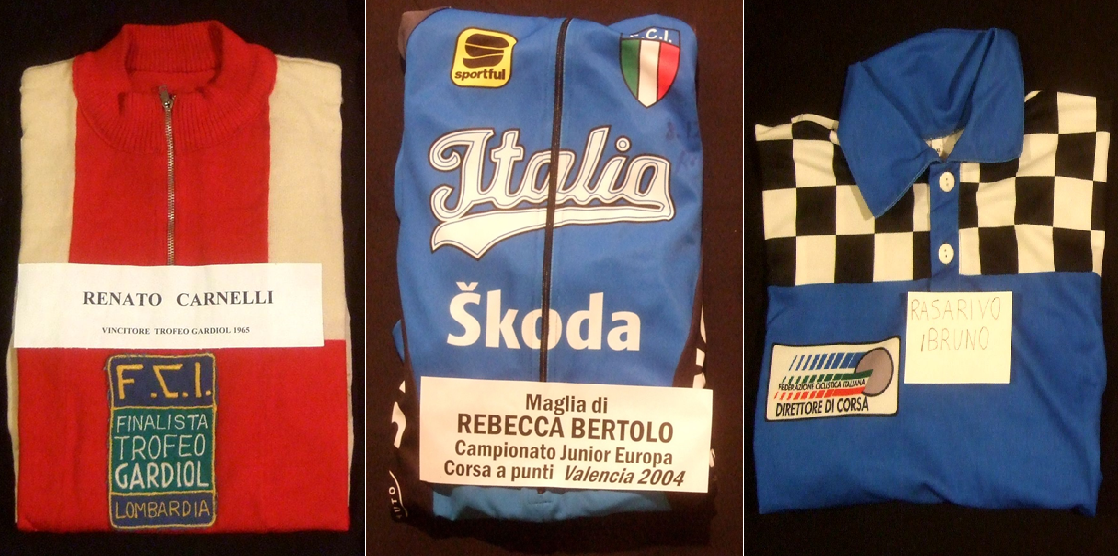 RENATO CARNELLI
VINCITORE TROFEO GARDIOL 1965
F.C.I.
FINALISTA
TROFEO
GARDIOL
LOMBARDIA
sportful
C.I.
Italia
Škoda
Maglia di
REBECCA BERTOLO
Campionato Junior Europa
Corsa a punti Valencia 2004
RASARIVO
BRUNO
FEDERAZIONE CICLISTICA ITALIANA
DIRETTORE DI CORSA